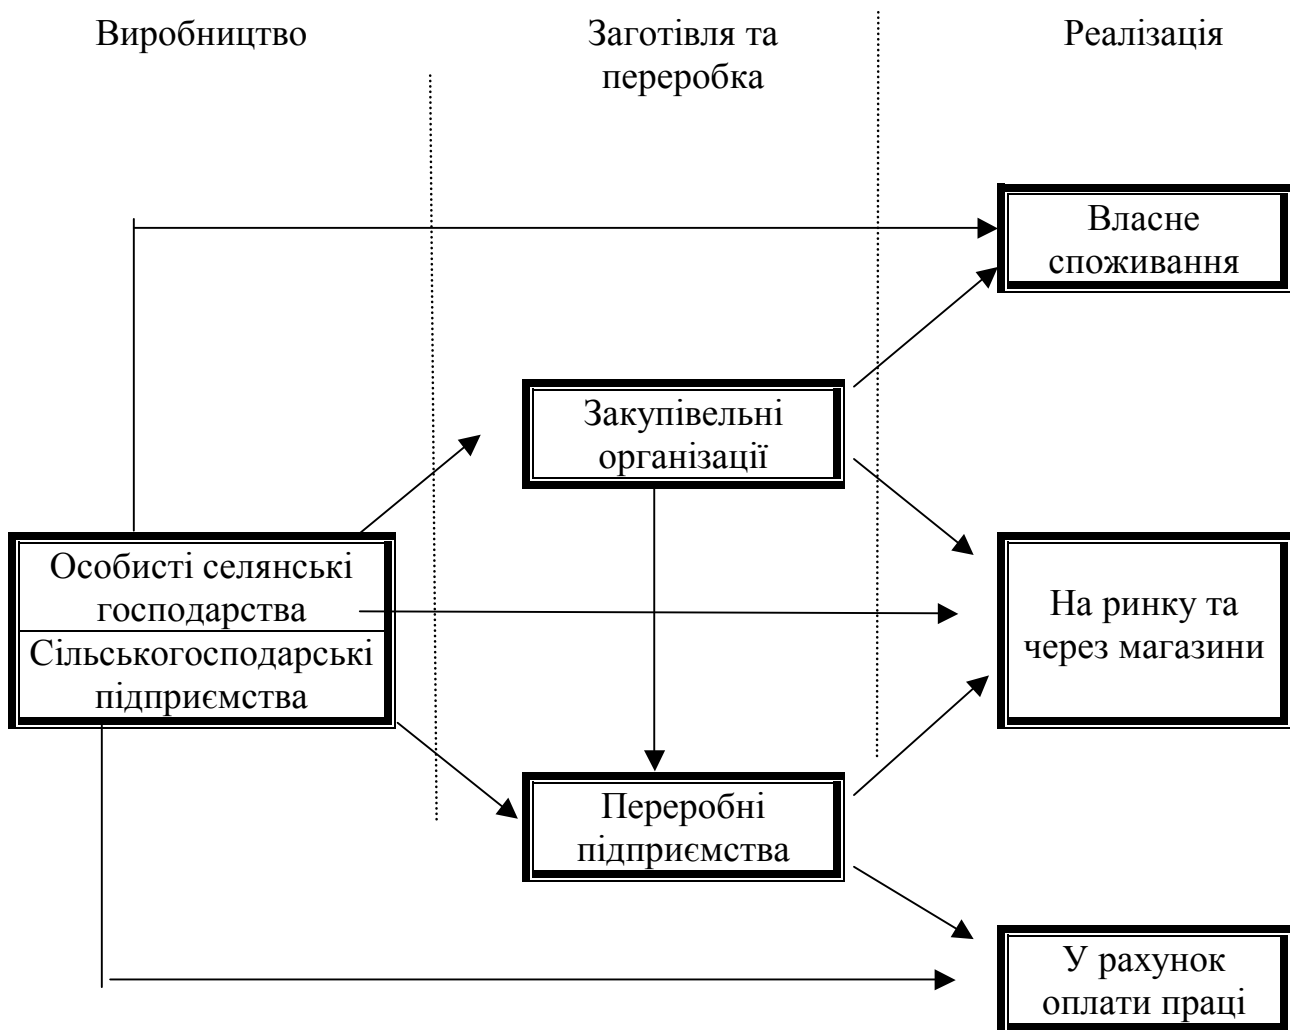 Виробництво
Заготівля та
переробка
Реалізація
Власне
споживання
Закупівельні
організації
Особисті селянські
господарства
Сільськогосподарські
підприємства
На ринку та
через магазини
Переробні
підприємства
У рахунок
оплати праці